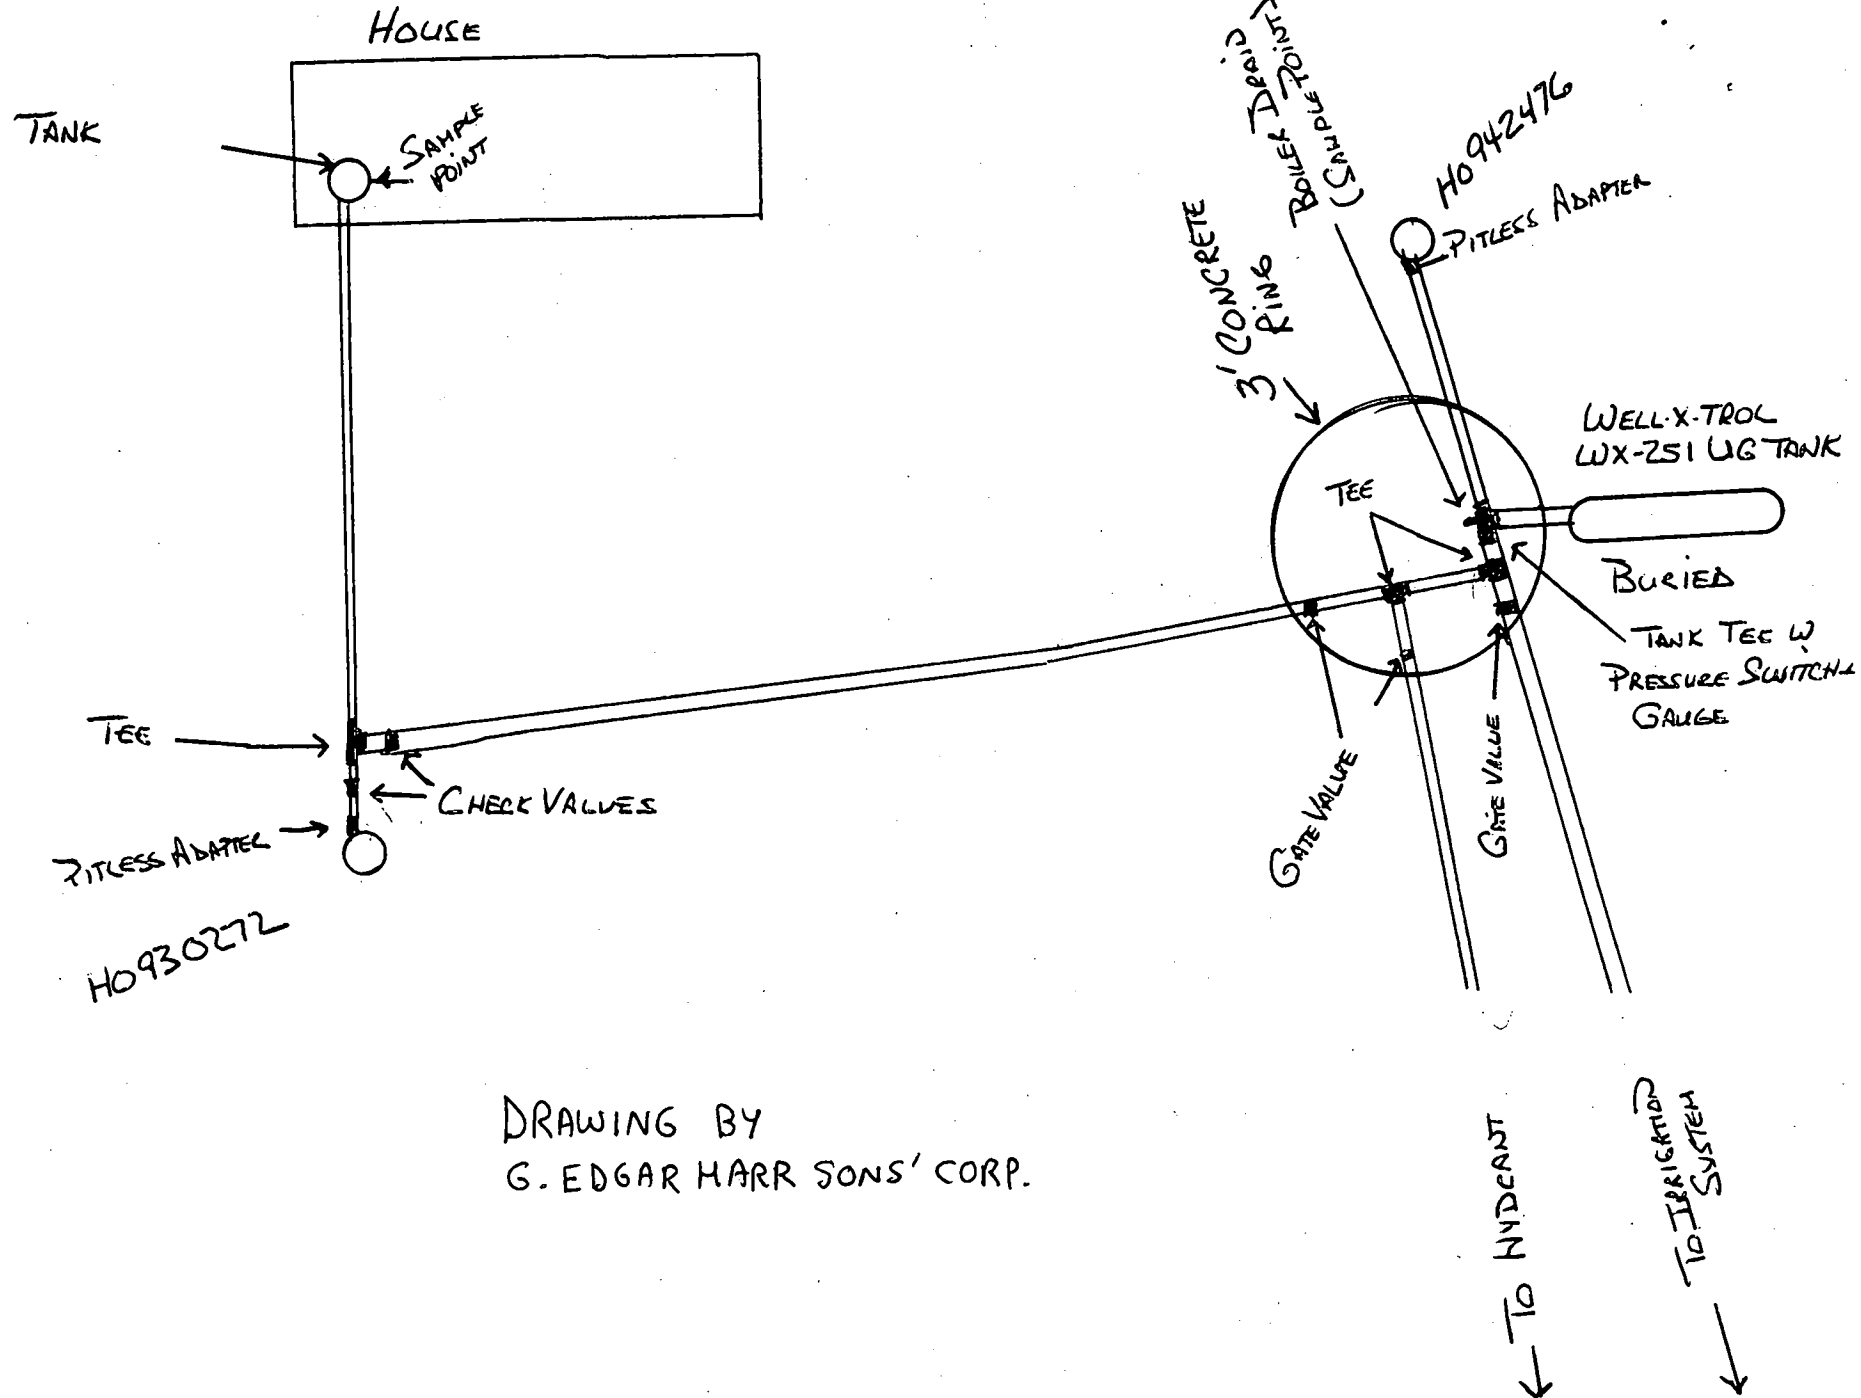 HOUSE
TANK
SAMPLE
POINT
BOILER DRAIN
(SAMPLE POINT)
HO942476
PITLESS ADAPTER
3' CONCRETE
RING
WELL-X-TROL
WX-251 UG TANK
TEE
BURIED
TANK TEE W
PRESSURE SWITCH &
GAUGE
TEE
CHECK VALVES
GATE VALVE
GATE VALVE
PITLESS ADAPTER
HO930272
DRAWING BY
G. EDGAR HARR SONS' CORP.
TO HYDRANT
TO IRRIGATION
SYSTEM